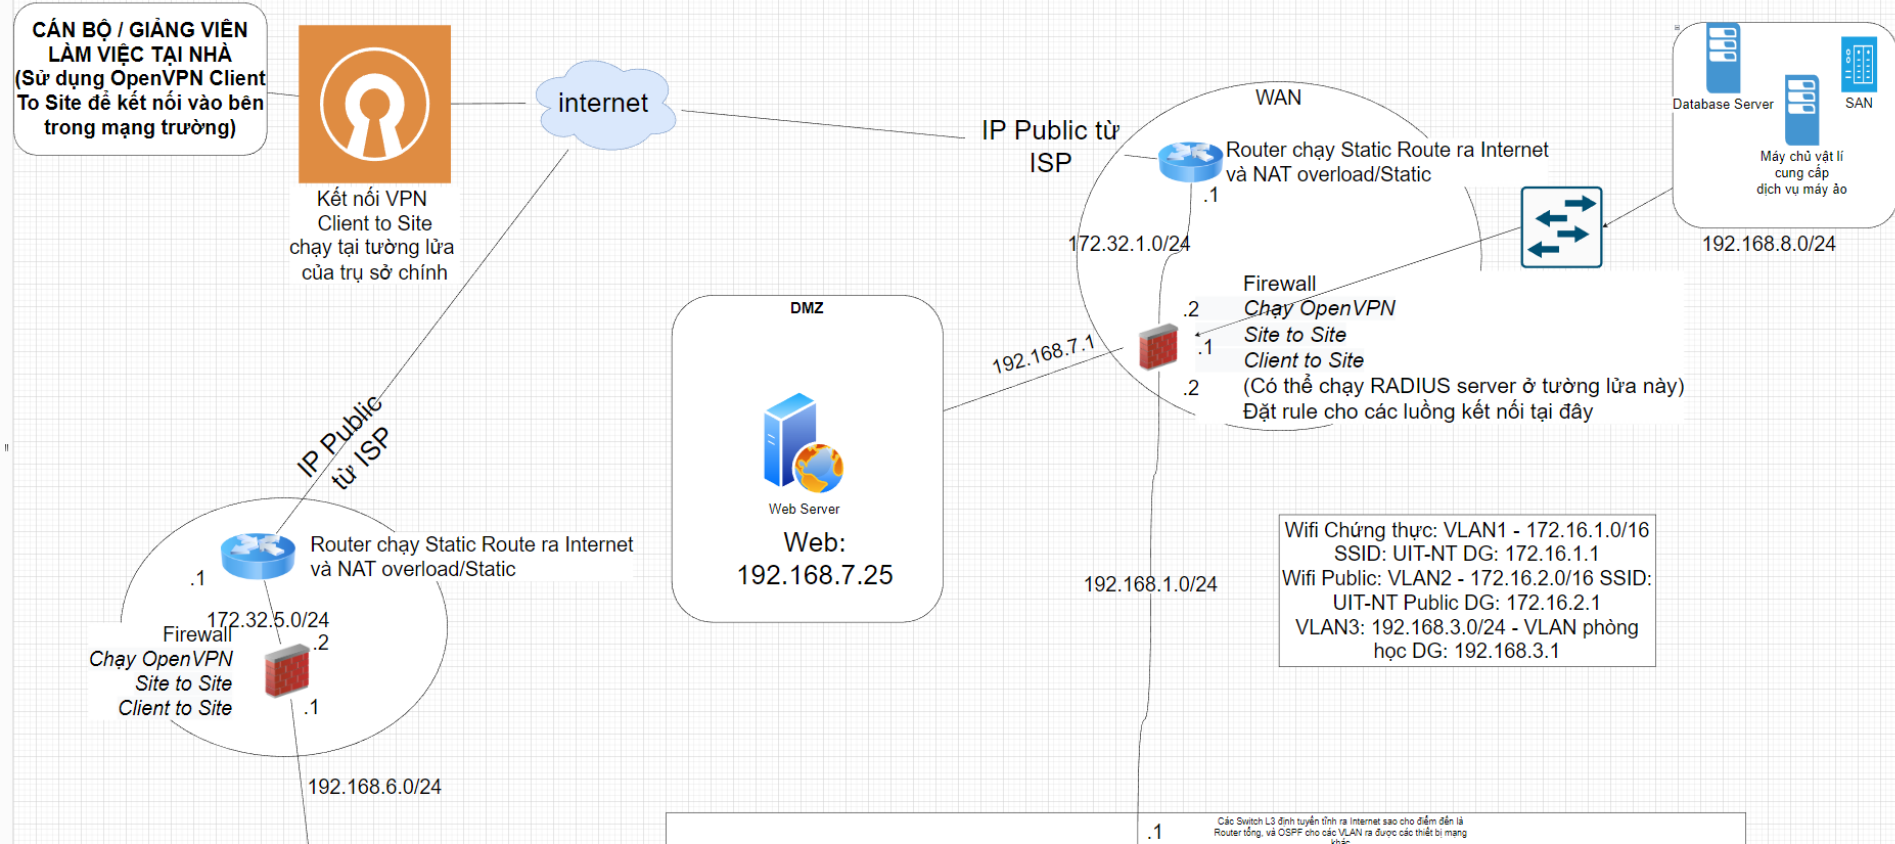 CÁN BỘ / GIẢNG VIÊN
LÀM VIỆC TẠI NHÀ
(Sử dụng OpenVPN Client
To Site để kết nối vào bên
trong mạng trường)
Kết nối VPN
Client to Site
chạy tại tường lửa
của trụ sở chính
internet
IP Public từ
ISP
WAN
Router chạy Static Route ra Internet
và NAT overload/Static
.1
172.32.1.0/24
Database Server
SAN
Máy chủ vật lí
cung cấp
dịch vụ máy ảo
192.168.8.0/24
Firewall
.2
Chạy OpenVPN
Site to Site
.1
Client to Site
.2
(Có thể chạy RADIUS server ở tường lửa này)
Đặt rule cho các luồng kết nối tại đây
192.168.7.1
DMZ
Web Server
Web:
192.168.7.25
IP Public
từ ISP
Router chạy Static Route ra Internet
và NAT overload/Static
.1
172.32.5.0/24
Firewall
.2
Chạy OpenVPN
Site to Site
Client to Site
.1
192.168.6.0/24
192.168.1.0/24
Wifi Chứng thực: VLAN1 - 172.16.1.0/16
SSID: UIT-NT DG: 172.16.1.1
Wifi Public: VLAN2 - 172.16.2.0/16 SSID:
UIT-NT Public DG: 172.16.2.1
VLAN3: 192.168.3.0/24 - VLAN phòng
học DG: 192.168.3.1
.1
Các Switch L3 định tuyến tĩnh ra Internet sao cho điểm đến là
Router tổng, và OSPF cho các VLAN ra được các thiết bị mạng
khác